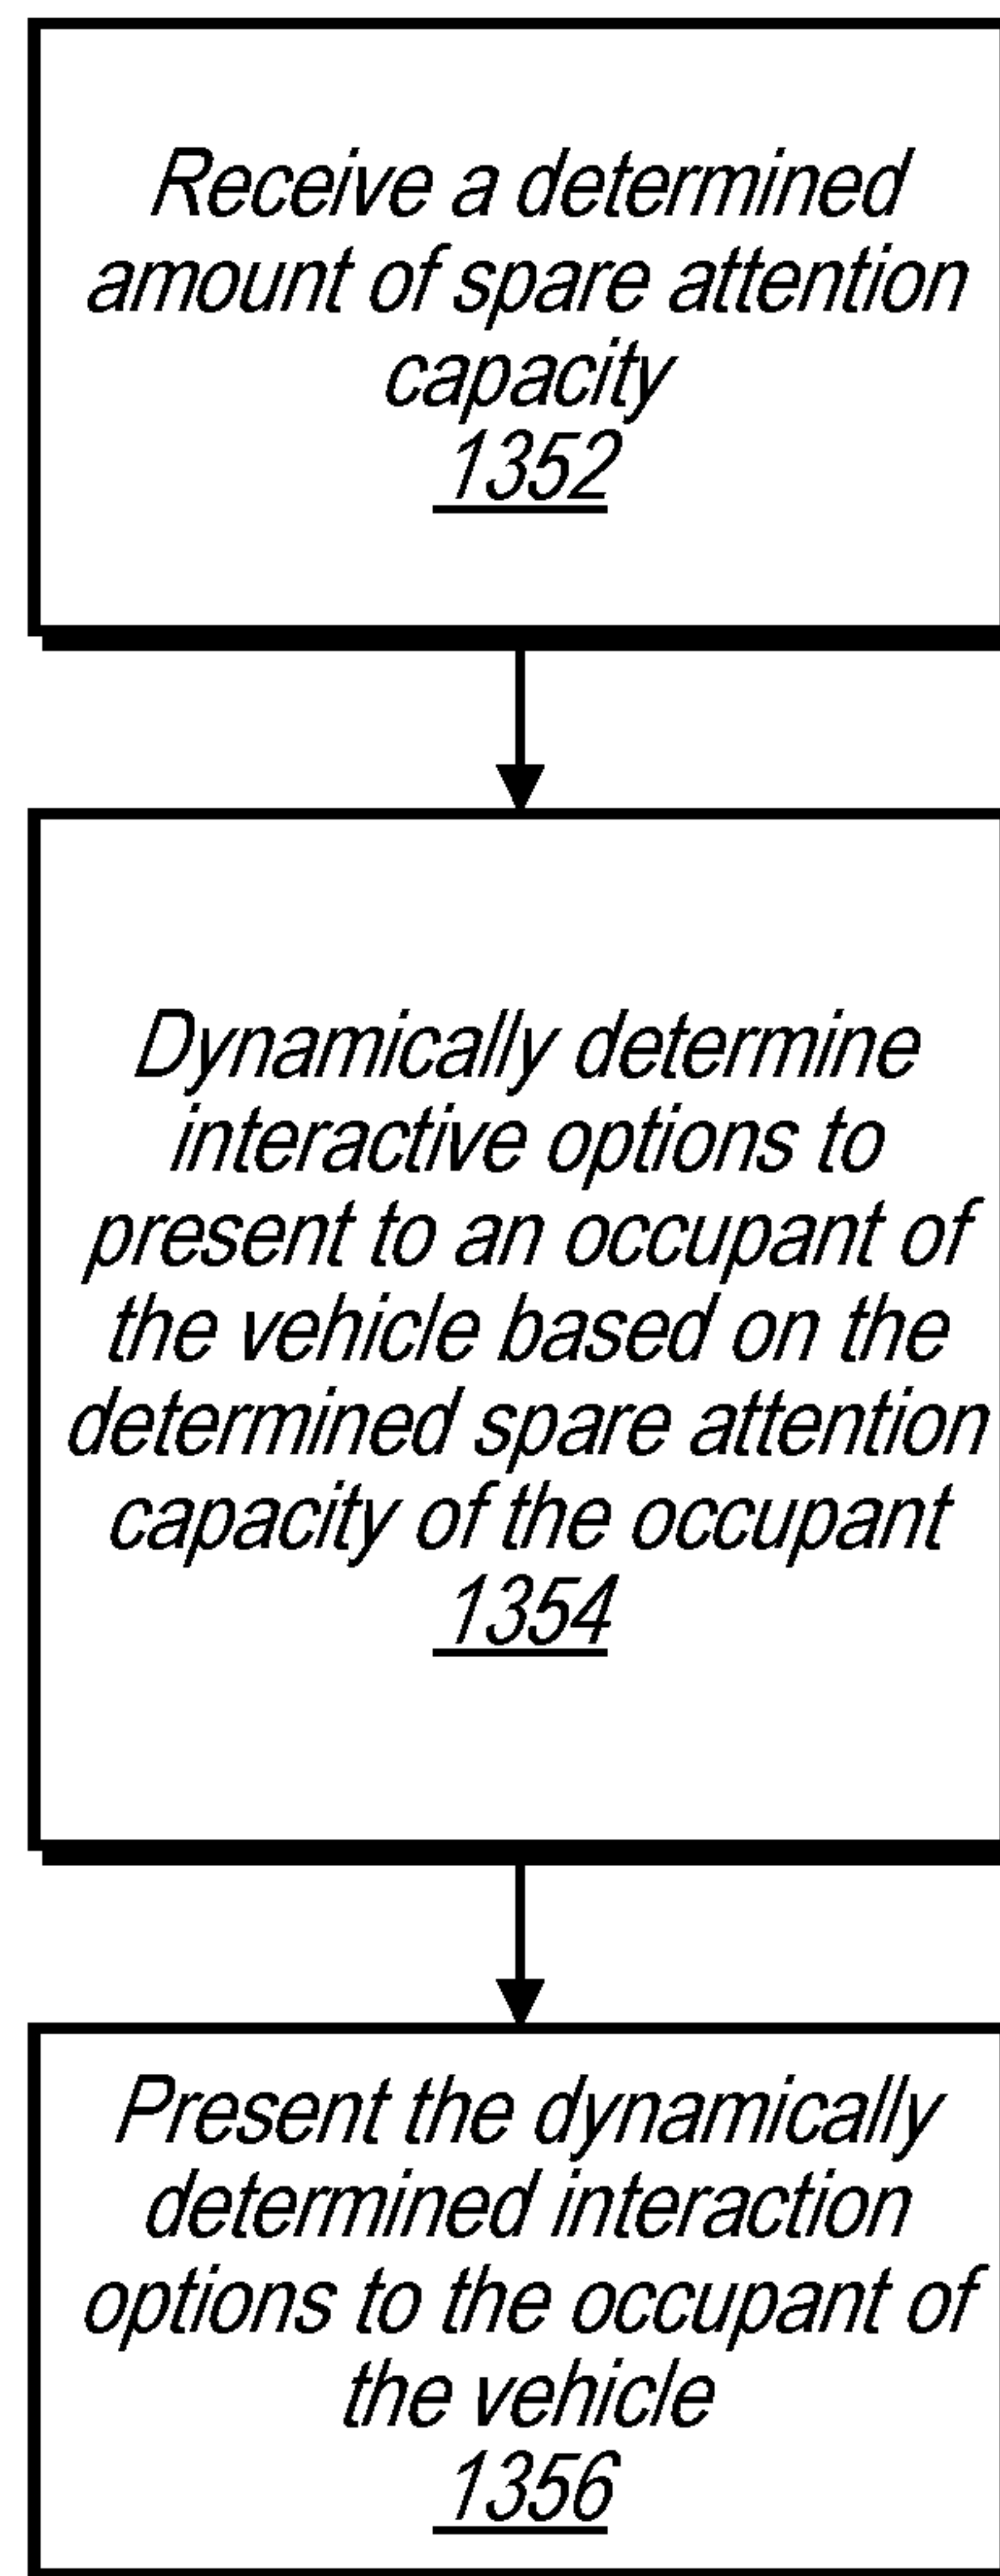 Receive a determined
amount of spare attention
capacity
1352
Dynamically determine
interactive options to
present to an occupant of
the vehicle based on the
determined spare attention
capacity of the occupant
1354
Present the dynamically
determined interaction
options to the occupant of
the vehicle
1356